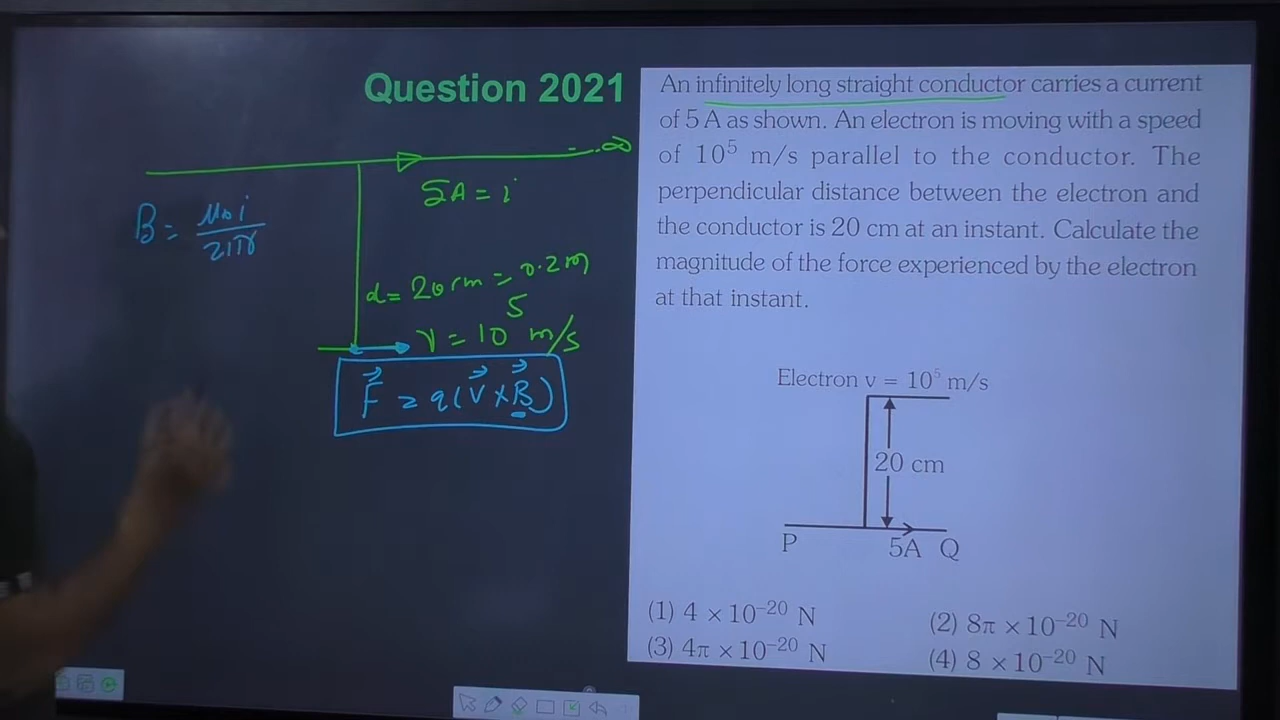 Question 2021
∞
5A = i
B = μ₀i / 2πr
d = 20 cm = 0.2m
v = 10⁵ m/s
F⃗ = q(v⃗ × B⃗)
An infinitely long straight conductor carries a current
of 5 A as shown. An electron is moving with a speed
of 10⁵ m/s parallel to the conductor. The
perpendicular distance between the electron and
the conductor is 20 cm at an instant. Calculate the
magnitude of the force experienced by the electron
at that instant.
Electron v = 10⁵ m/s
20 cm
P 5A Q
(1) 4 × 10⁻²⁰ N (2) 8π × 10⁻²⁰ N
(3) 4π × 10⁻²⁰ N (4) 8 × 10⁻²⁰ N